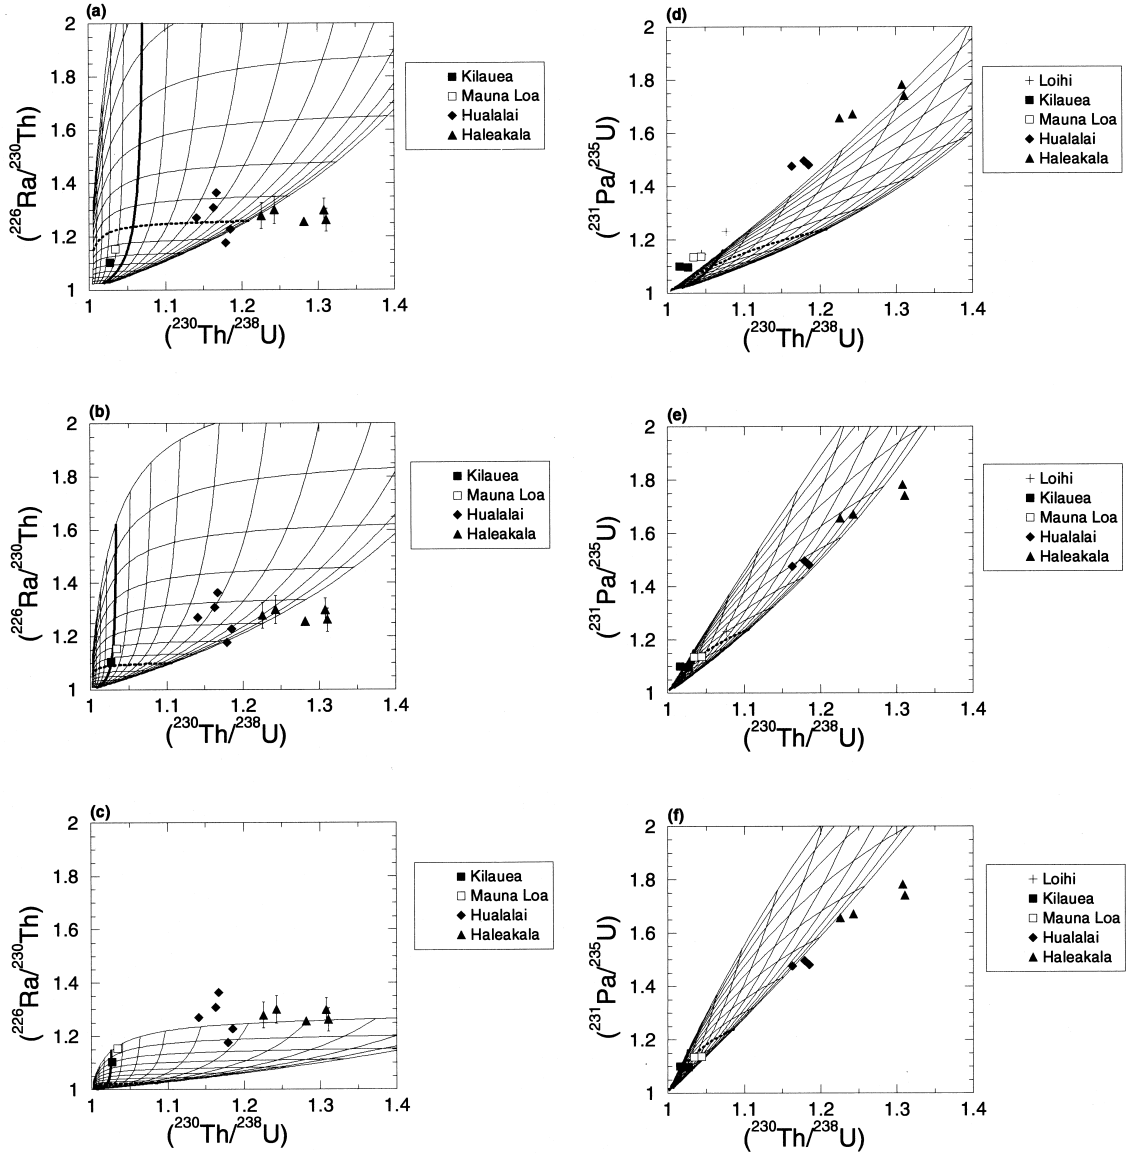 (a)
2
1.8
1.6
1.4
1.2
1
1
1.1
1.2
1.3
1.4
(226Ra/230Th)
(230Th/238U)
Kilauea
Mauna Loa
Hualalai
Haleakala
(d)
2
1.8
1.6
1.4
1.2
1
1
1.1
1.2
1.3
1.4
(231Pa/235U)
(230Th/238U)
Loihi
Kilauea
Mauna Loa
Hualalai
Haleakala
(b)
2
1.8
1.6
1.4
1.2
1
1
1.1
1.2
1.3
1.4
(226Ra/230Th)
(230Th/238U)
Kilauea
Mauna Loa
Hualalai
Haleakala
(e)
2
1.8
1.6
1.4
1.2
1
1
1.1
1.2
1.3
1.4
(231Pa/235U)
(230Th/238U)
Loihi
Kilauea
Mauna Loa
Hualalai
Haleakala
(c)
2
1.8
1.6
1.4
1.2
1
1
1.1
1.2
1.3
1.4
(226Ra/230Th)
(230Th/238U)
Kilauea
Mauna Loa
Hualalai
Haleakala
(f)
2
1.8
1.6
1.4
1.2
1
1
1.1
1.2
1.3
1.4
(231Pa/235U)
(230Th/238U)
Loihi
Kilauea
Mauna Loa
Hualalai
Haleakala